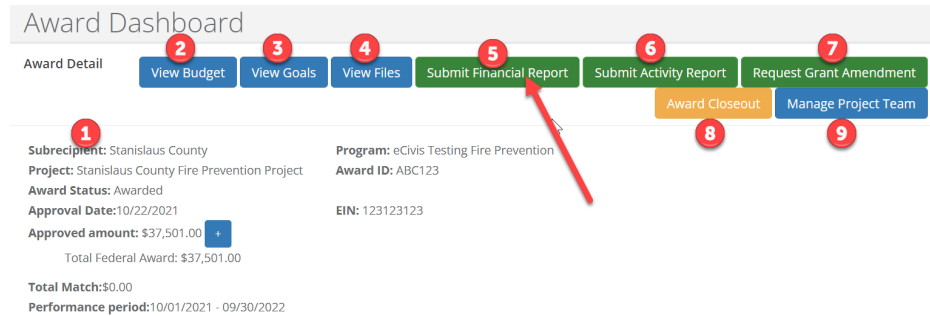 Award Dashboard
2 3 4 5 6 7
Award Detail View Budget View Goals View Files Submit Financial Report Submit Activity Report Request Grant Amendment
Award Closeout Manage Project Team
1 8 9
Subrecipient: Stanislaus County Program: eCivis Testing Fire Prevention
Project: Stanislaus County Fire Prevention Project Award ID: ABC123
Award Status: Awarded
Approval Date:10/22/2021 EIN: 123123123
Approved amount: $37,501.00 +
Total Federal Award: $37,501.00
Total Match:$0.00
Performance period:10/01/2021 - 09/30/2022